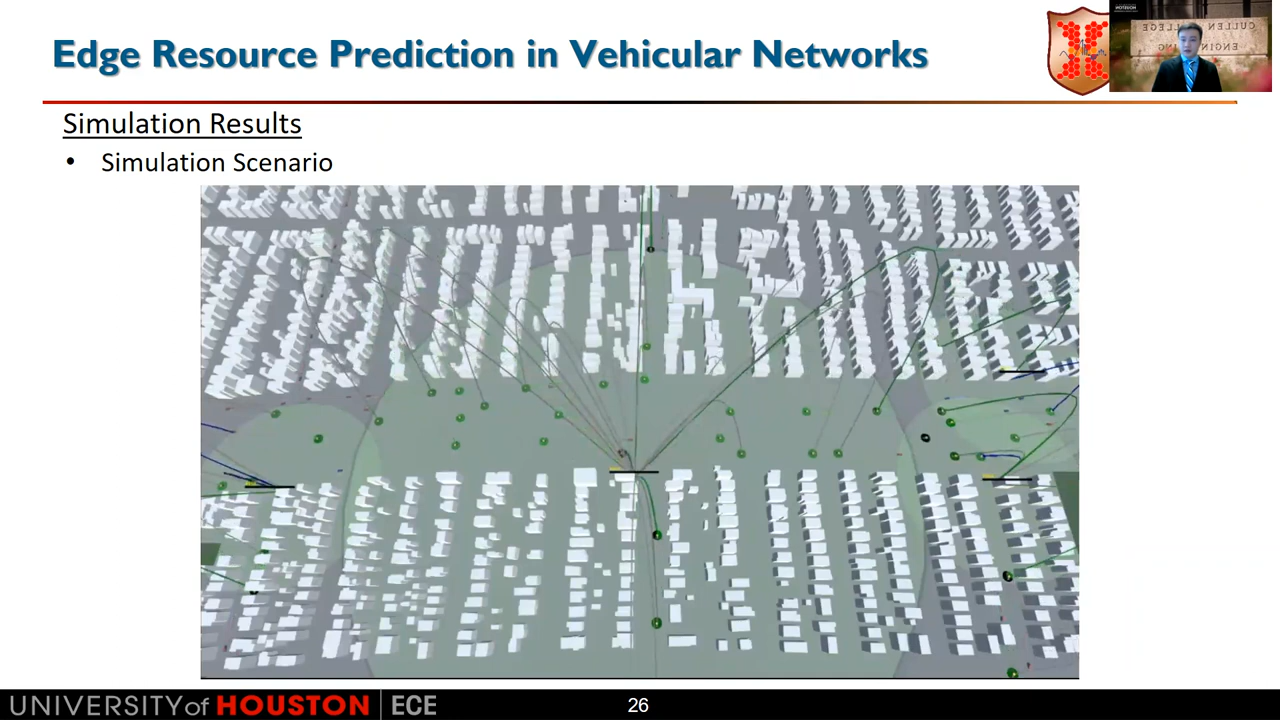 Edge Resource Prediction in Vehicular Networks
Simulation Results
• Simulation Scenario
UNIVERSITY of HOUSTON | ECE
26